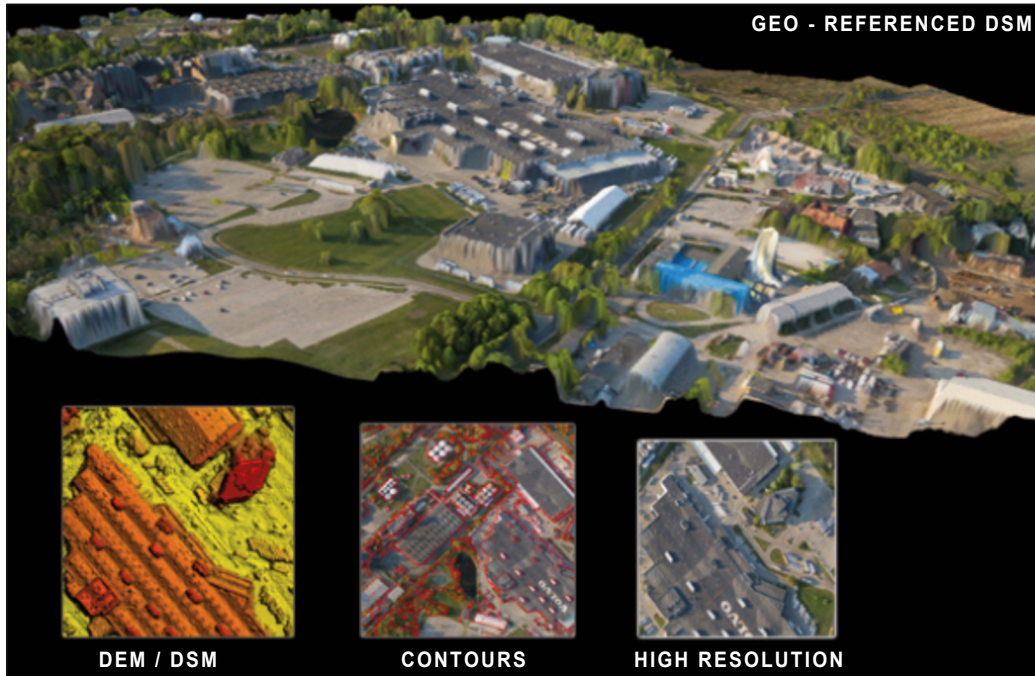 GEO - REFERENCED DSM
DEM / DSM
CONTOURS
HIGH RESOLUTION